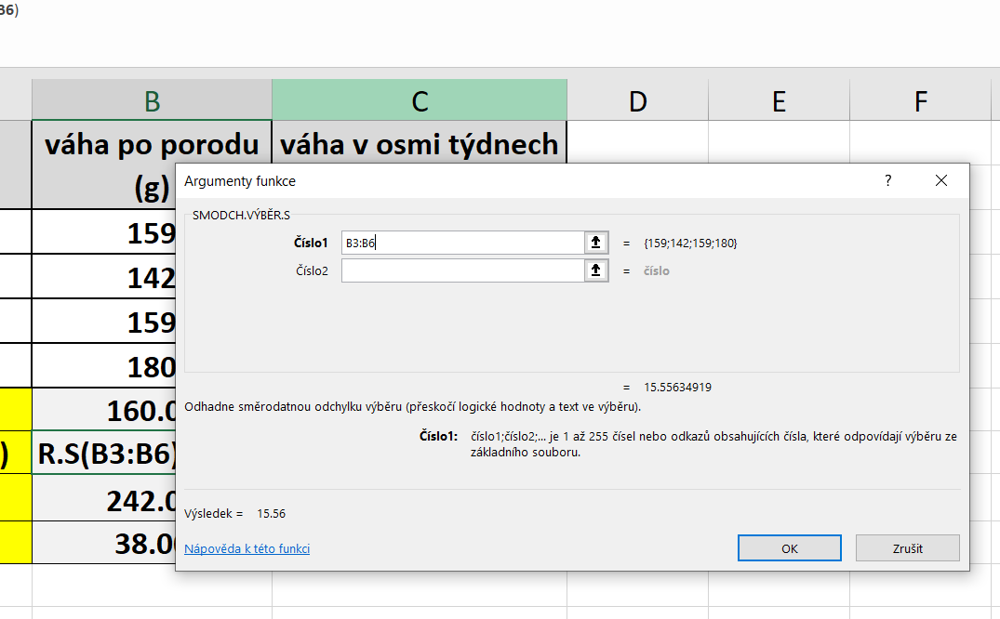 B6)
B
C
D
E
F
váha po porodu
(g)
váha v osmi týdnech
159
142
159
180
160.0
)
R.S(B3:B6)
242.0
38.00
Argumenty funkce
?
SMODCH.VÝBĚR.S
Číslo1
B3:B6
= {159;142;159;180}
Číslo2
= číslo
= 15.55634919
Odhadne směrodatnou odchylku výběru (přeskočí logické hodnoty a text ve výběru).
Číslo1: číslo1;číslo2;... je 1 až 255 čísel nebo odkazů obsahujících čísla, které odpovídají výběru ze
základního souboru.
Výsledek = 15.56
Nápověda k této funkci
OK
Zrušit